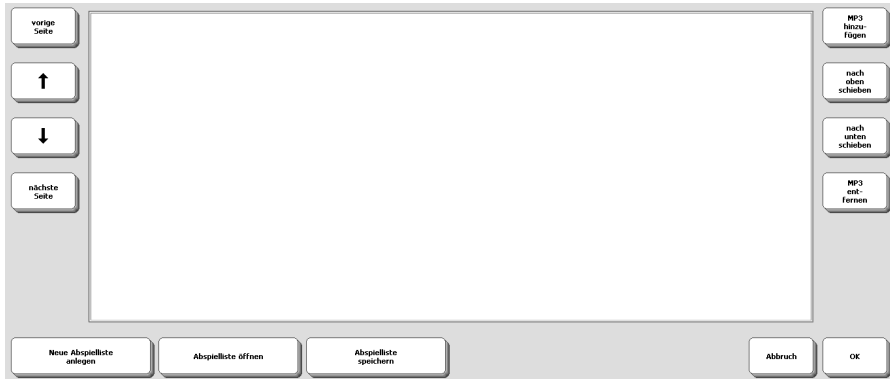 vorige
Seite
↑
↓
nächste
Seite
MP3
hinzu-
fügen
nach
oben
schieben
nach
unten
schieben
MP3
ent-
fernen
Neue Abspielliste
anlegen
Abspielliste öffnen
Abspielliste
speichern
Abbruch
OK